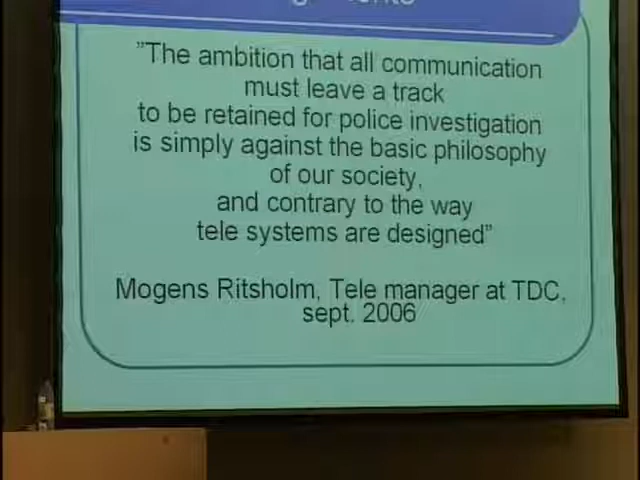 "The ambition that all communication
must leave a track
to be retained for police investigation
is simply against the basic philosophy
of our society,
and contrary to the way
tele systems are designed"
Mogens Ritsholm, Tele manager at TDC,
sept. 2006